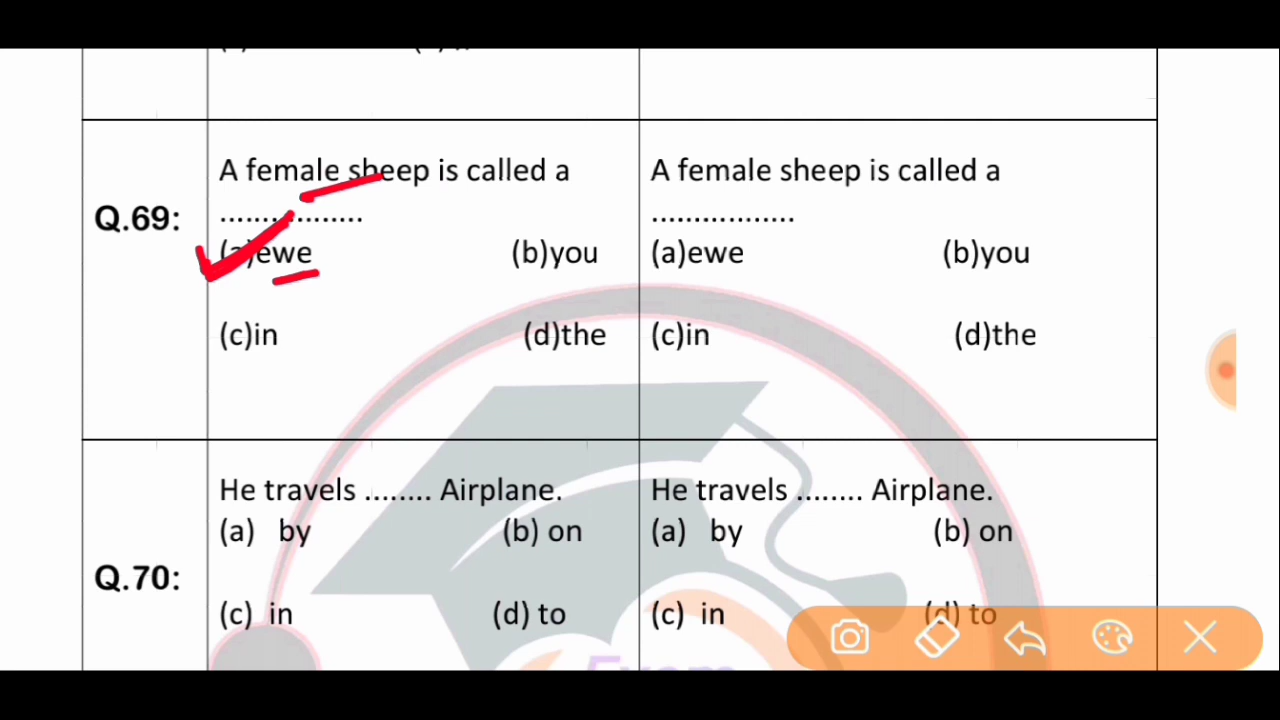 A female sheep is called a
.................
Q.69:
(a)ewe (b)you
(c)in (d)the
A female sheep is called a
.................
(a)ewe (b)you
(c)in (d)the
He travels ........ Airplane.
(a) by (b) on
Q.70:
(c) in (d) to
He travels ........ Airplane.
(a) by (b) on
(c) in (d) to
Exam